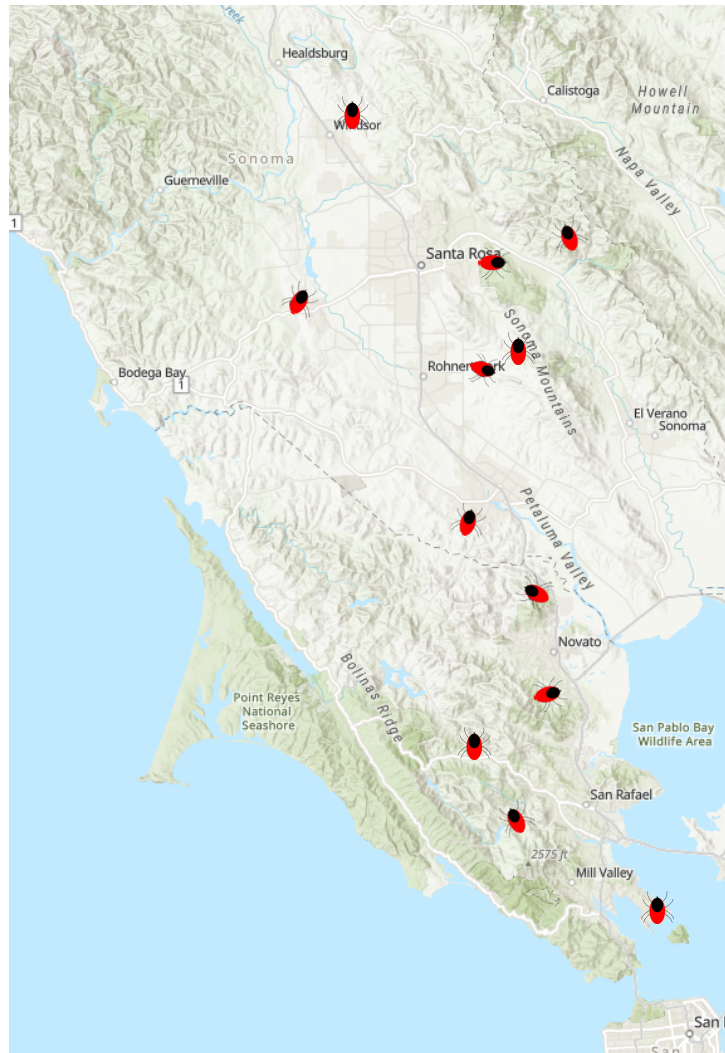 Creek
Healdsburg
Calistoga
Howell
Mountain
Windsor
Sonoma
Napa Valley
Guerneville
1
Santa Rosa
Sonoma Mountains
Rohnert Park
Bodega Bay
1
El Verano
Sonoma
Petaluma Valley
Novato
Bolinas Ridge
Point Reyes
National
Seashore
San Pablo Bay
Wildlife Area
San Rafael
2575 ft
Mill Valley
San
San